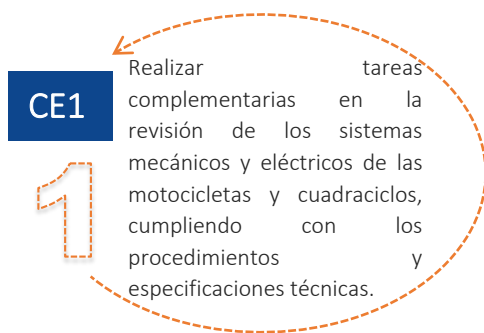 CE1
1
Realizar tareas
complementarias en la
revisión de los sistemas
mecánicos y eléctricos de las
motocicletas y cuadraciclos,
cumpliendo con los
procedimientos y
especificaciones técnicas.